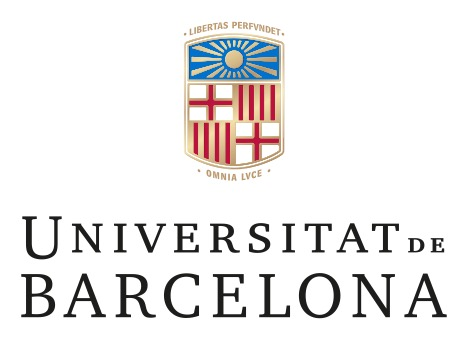 · LIBERTAS PERFVNDET ·
· OMNIA LVCE ·
UNIVERSITAT DE
BARCELONA